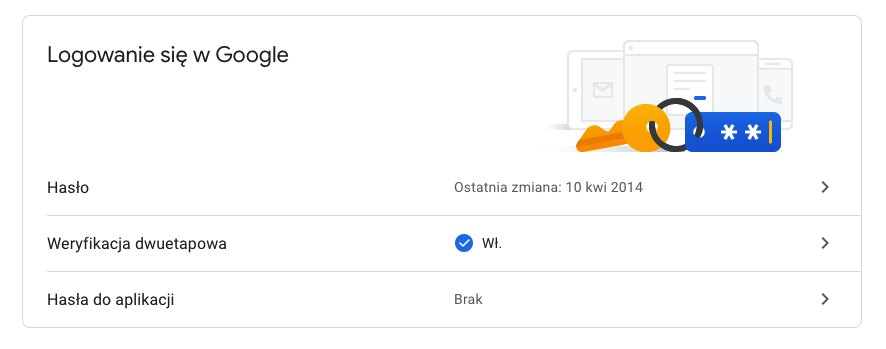 Logowanie się w Google
* *
Hasło
Ostatnia zmiana: 10 kwi 2014
Weryfikacja dwuetapowa
Wł.
Hasła do aplikacji
Brak